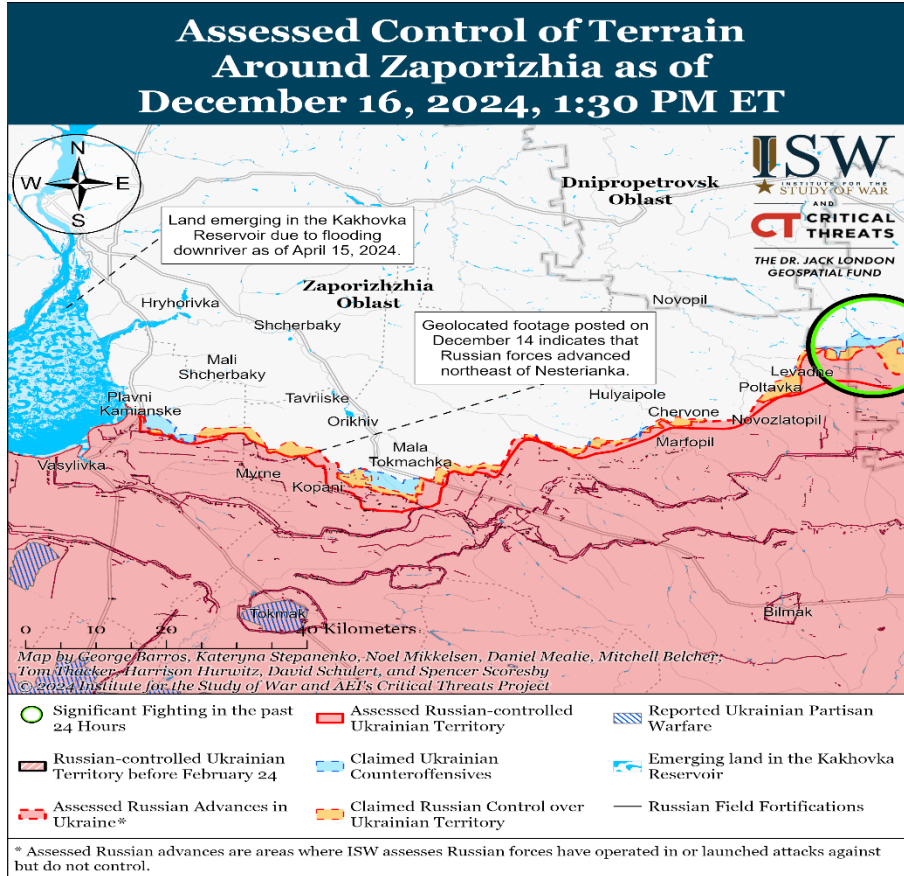 Assessed Control of Terrain
Around Zaporizhia as of
December 16, 2024, 1:30 PM ET
N
W E
S
ISW
INSTITUTE FOR THE
STUDY OF WAR
AND
CT CRITICAL
THREATS
THE DR. JACK LONDON
GEOSPATIAL FUND
Dnipropetrovsk
Oblast
Land emerging in the Kakhovka
Reservoir due to flooding
downriver as of April 15, 2024.
Zaporizhzhia
Oblast
Hryhorivka
Novopil
Shcherbaky
Geolocated footage posted on
December 14 indicates that
Russian forces advanced
northeast of Nesterianka.
Mali
Shcherbaky
Levadne
Poltavka
Plavni
Kamianske
Tavriiske
Hulyaipole
Orikhiv
Chervone
Novozlatopil
Mala
Tokmachka
Marfopil
Vasylivka
Myrne
Kopani
Tokmak
Bilmak
0 10 20 40 Kilometers
Map by George Barros, Kateryna Stepanenko, Noel Mikkelsen, Daniel Mealie, Mitchell Belcher,
Tom Thacker, Harrison Hurwitz, David Schulert, and Spencer Scoresby
© 2024 Institute for the Study of War and AEI's Critical Threats Project
Significant Fighting in the past
24 Hours
Assessed Russian-controlled
Ukrainian Territory
Reported Ukrainian Partisan
Warfare
Russian-controlled Ukrainian
Territory before February 24
Claimed Ukrainian
Counteroffensives
Emerging land in the Kakhovka
Reservoir
Assessed Russian Advances in
Ukraine*
Claimed Russian Control over
Ukrainian Territory
Russian Field Fortifications
* Assessed Russian advances are areas where ISW assesses Russian forces have operated in or launched attacks against
but do not control.